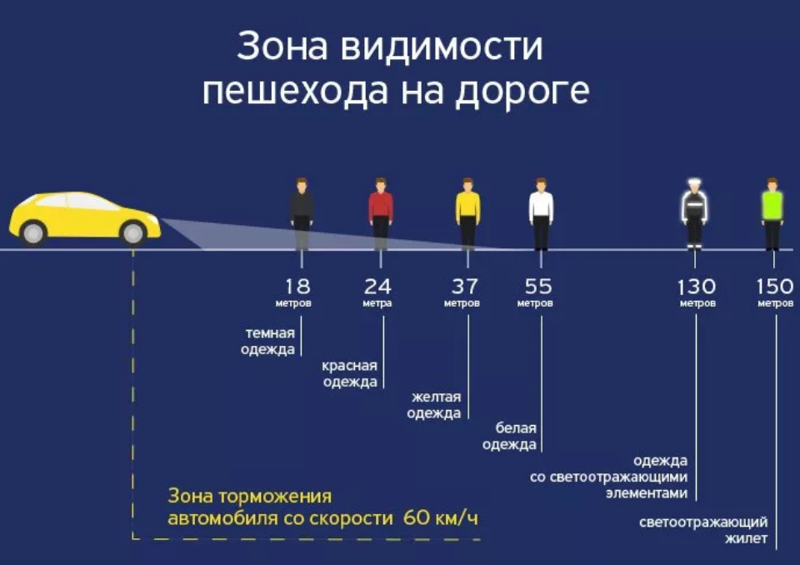 Зона видимости
пешехода на дороге
18
метров
темная
одежда
24
метра
красная
одежда
37
метров
желтая
одежда
55
метров
белая
одежда
130
метров
одежда
со светоотражающими
элементами
150
метров
светоотражающий
жилет
Зона торможения
автомобиля со скорости 60 км/ч